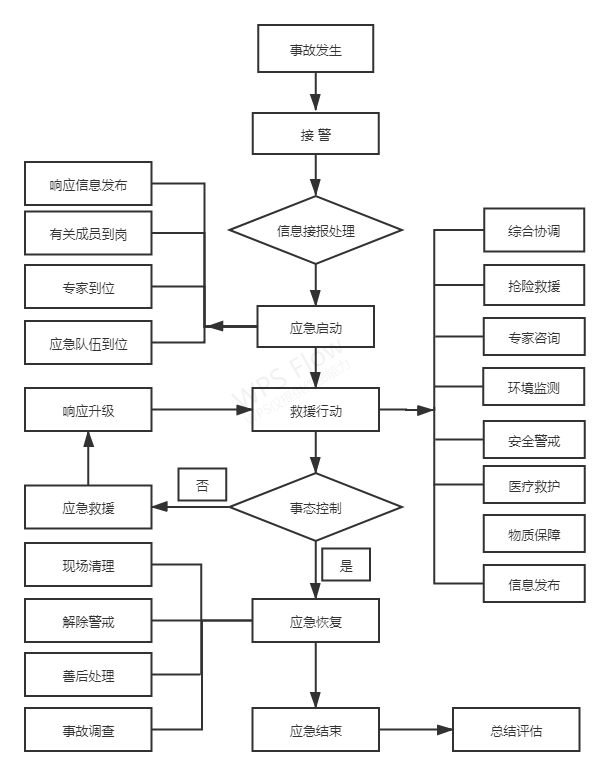 事故发生
接 警
响应信息发布
有关成员到岗
专家到位
应急队伍到位
信息接报处理
应急启动
综合协调
抢险救援
专家咨询
环境监测
安全警戒
医疗救护
物质保障
信息发布
响应升级
救援行动
应急救援
否
事态控制
是
现场清理
解除警戒
善后处理
事故调查
应急恢复
应急结束
总结评估
WPS Flow